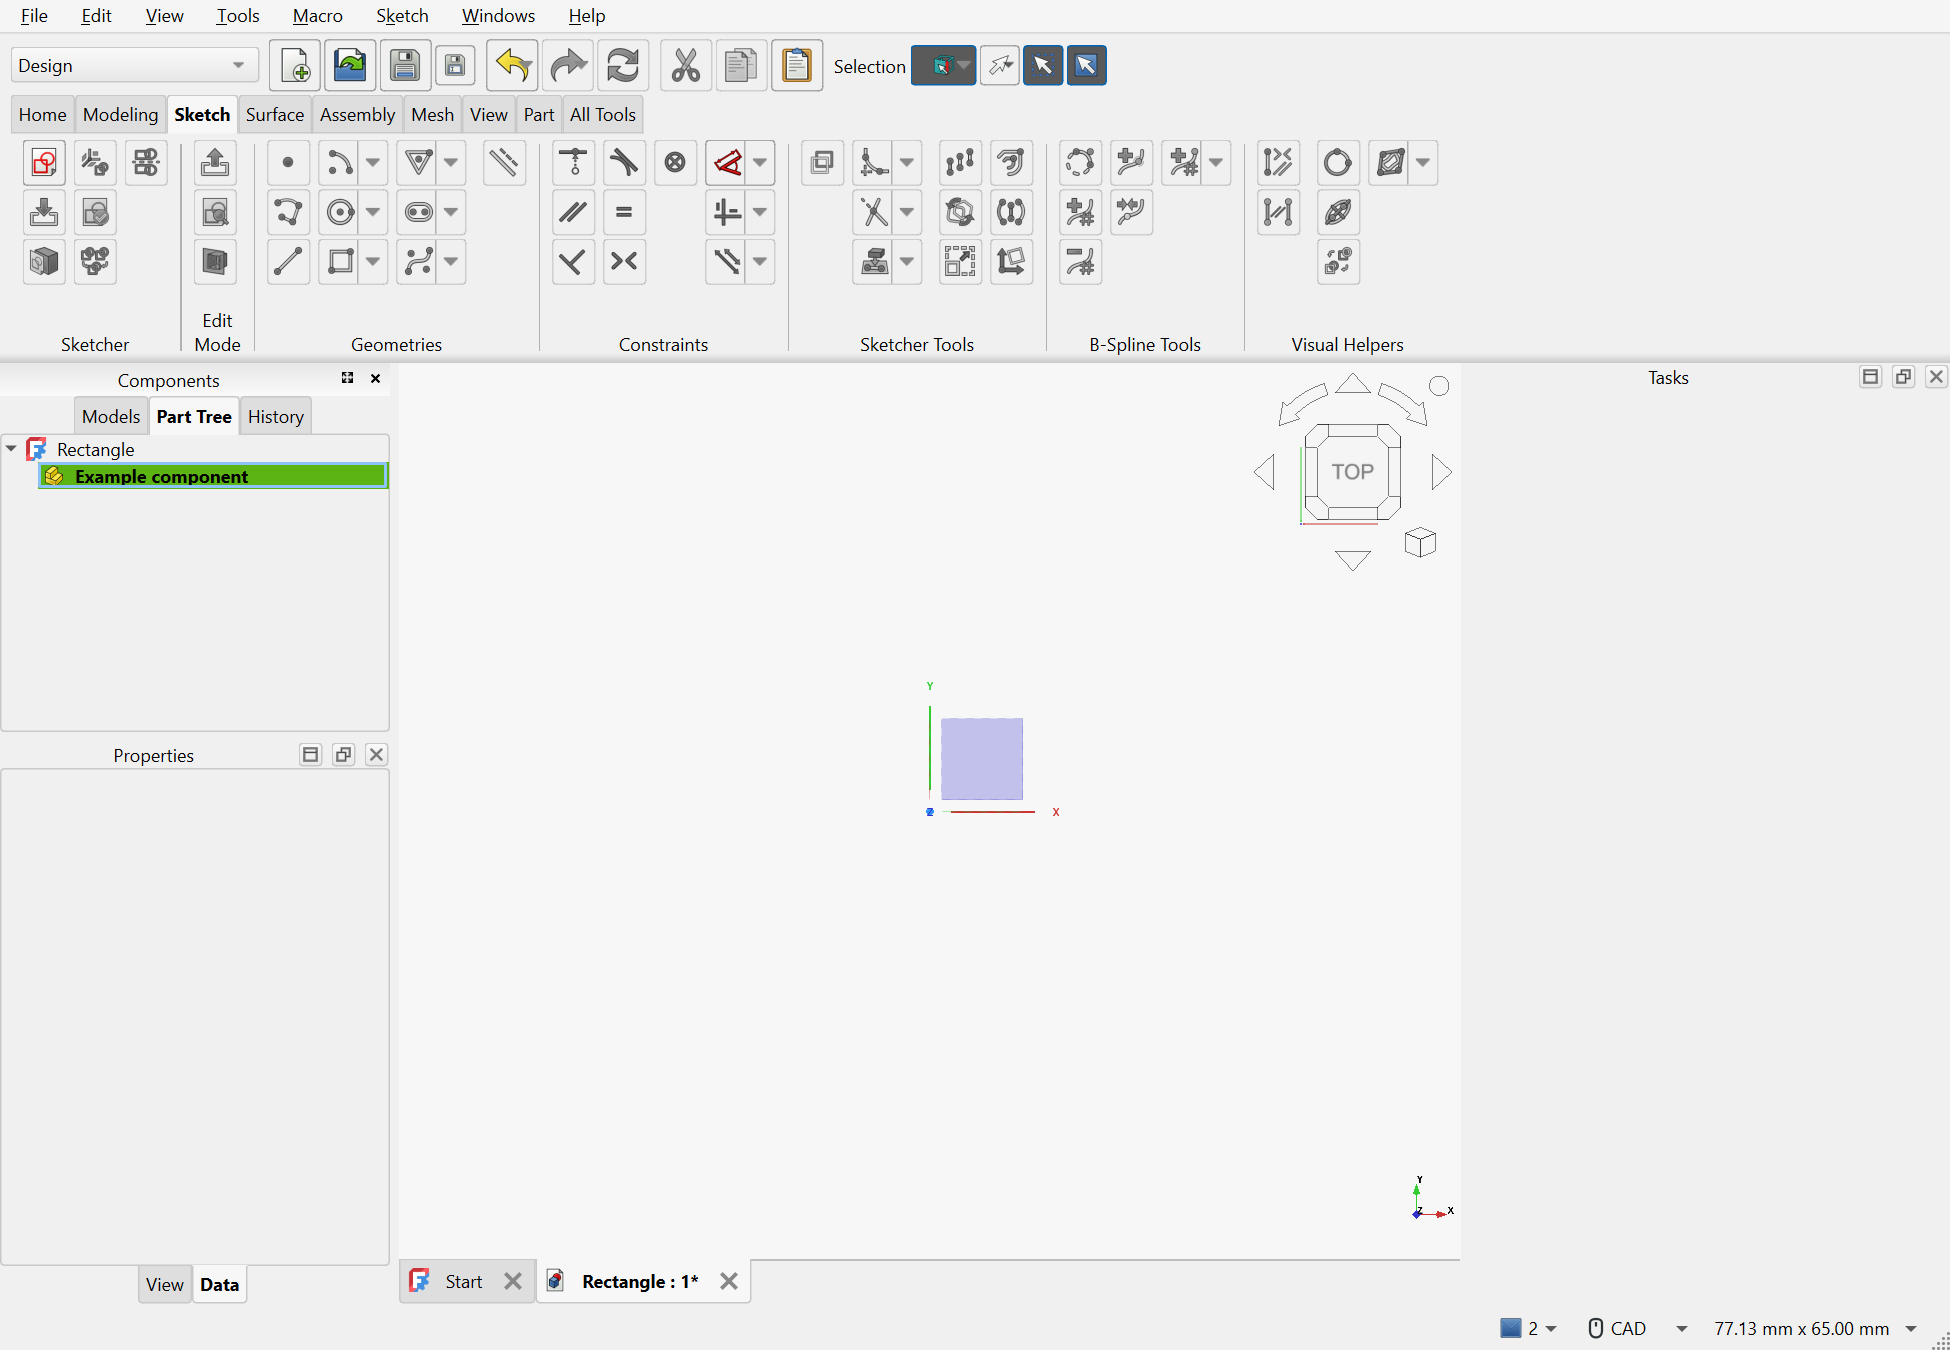 File Edit View Tools Macro Sketch Windows Help
Design Selection
Home Modeling Sketch Surface Assembly Mesh View Part All Tools
Sketcher Edit Mode Geometries Constraints Sketcher Tools B-Spline Tools Visual Helpers
Components
Tasks
Models Part Tree History
Rectangle
Example component
TOP
Y
X
Properties
Y
Z
X
View Data
Start Rectangle : 1*
2 CAD 77.13 mm x 65.00 mm